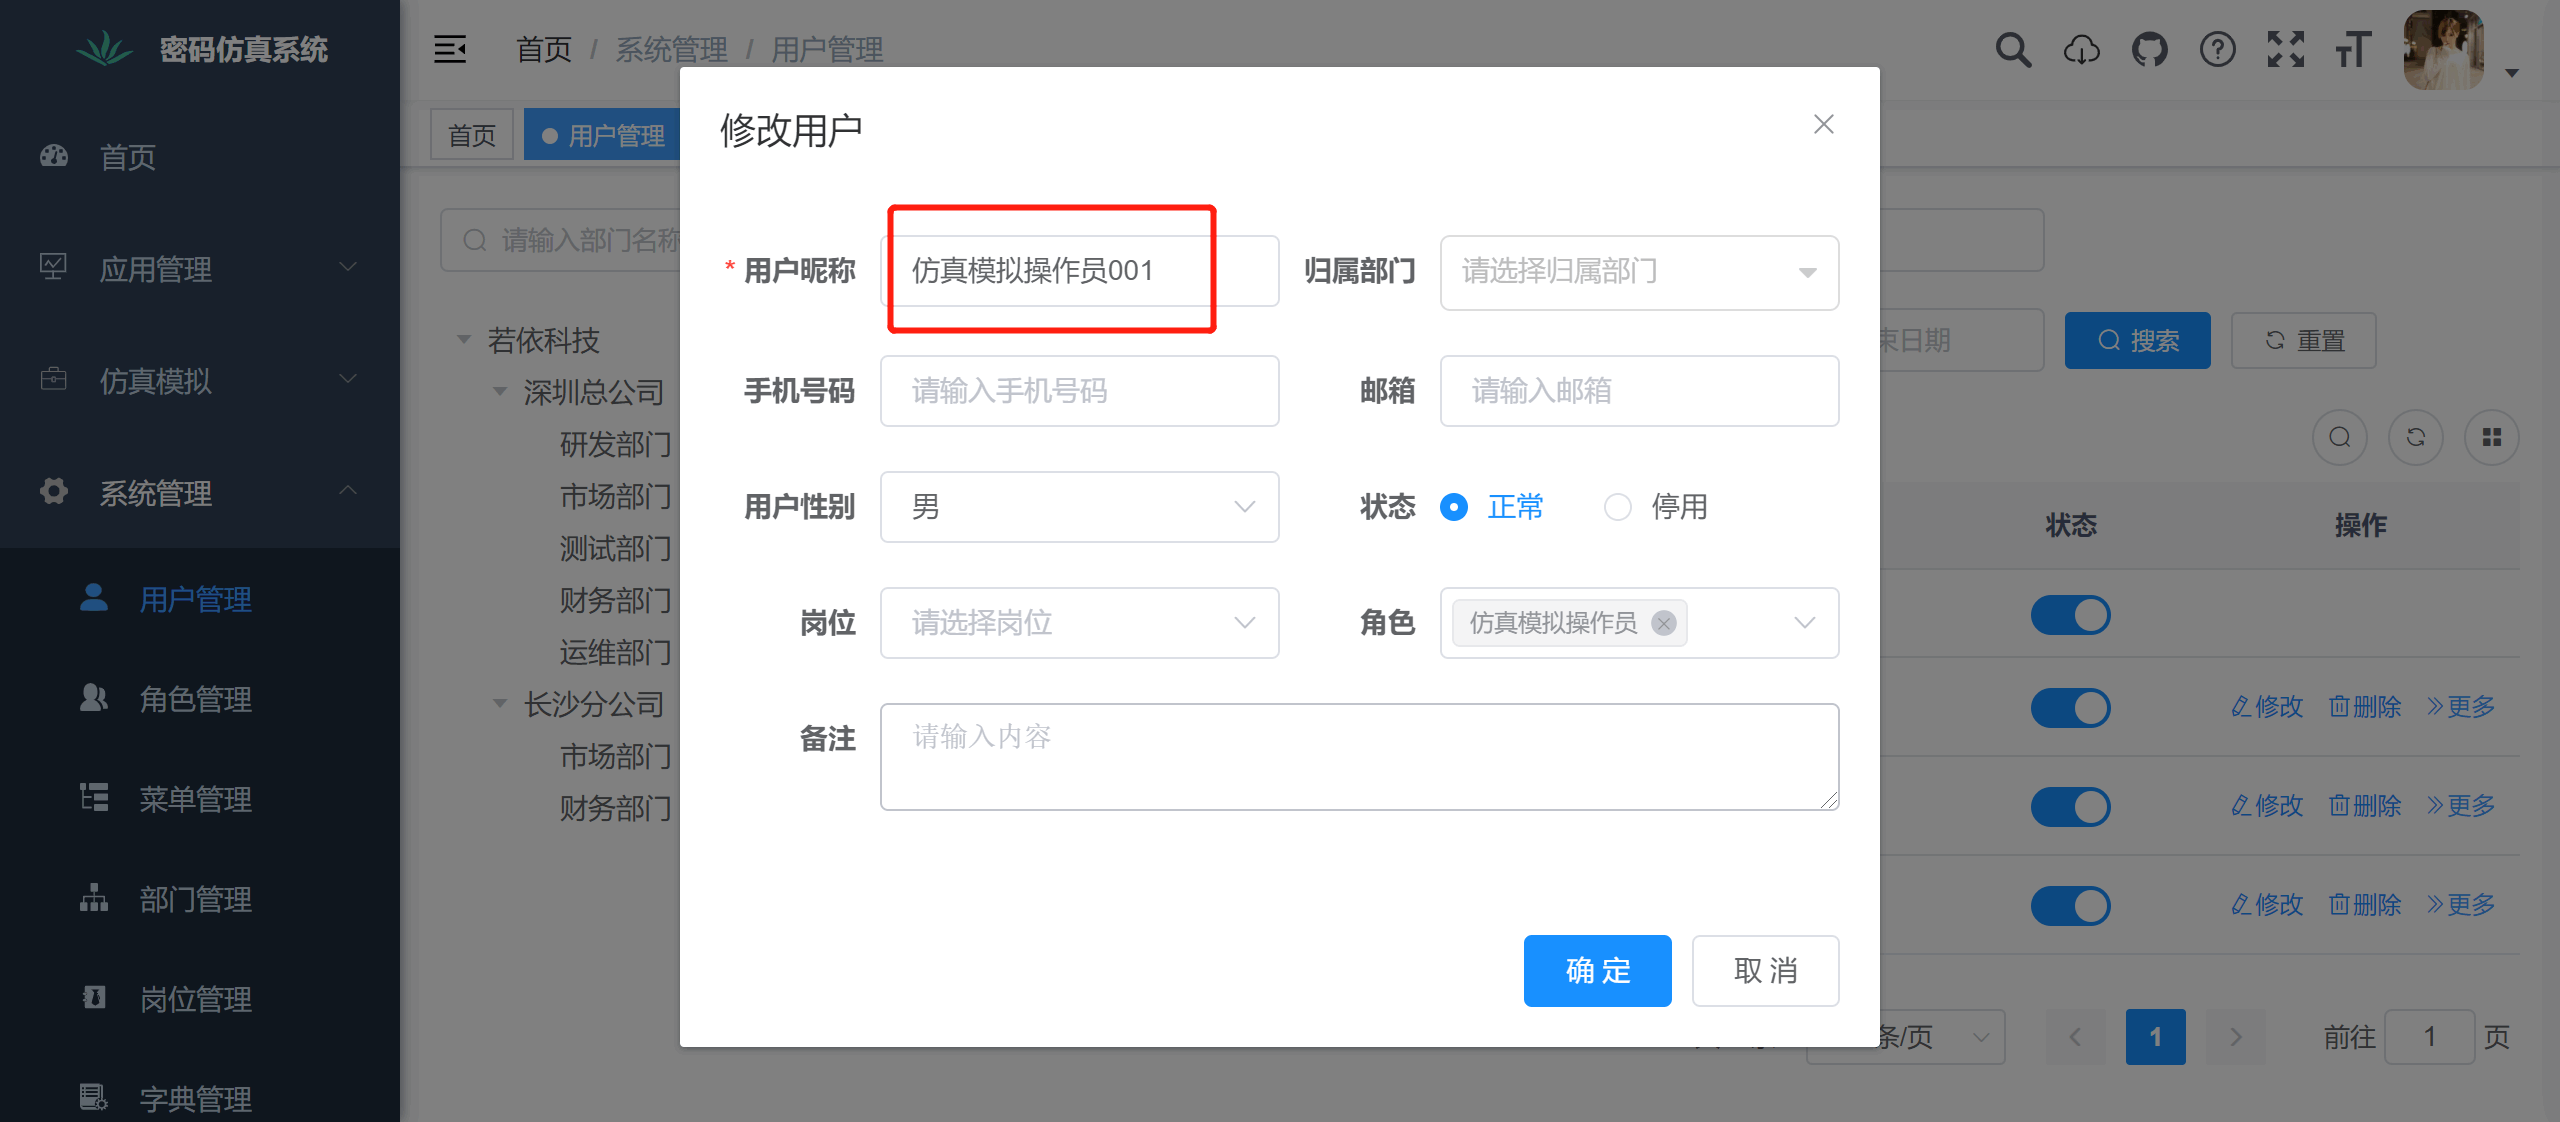 密码仿真系统
首页
应用管理
仿真模拟
系统管理
用户管理
角色管理
菜单管理
部门管理
岗位管理
字典管理
首页 / 系统管理 / 用户管理
首页
用户管理
请输入部门名称
若依科技
深圳总公司
研发部门
市场部门
测试部门
财务部门
运维部门
长沙分公司
市场部门
财务部门
修改用户
* 用户昵称 仿真模拟操作员001
归属部门 请选择归属部门
手机号码 请输入手机号码
邮箱 请输入邮箱
用户性别 男
状态 正常 停用
岗位 请选择岗位
角色 仿真模拟操作员
备注 请输入内容
确 定 取 消
束日期 搜索 重置
状态 操作
修改 删除 更多
修改 删除 更多
修改 删除 更多
条/页 1 前往 1 页